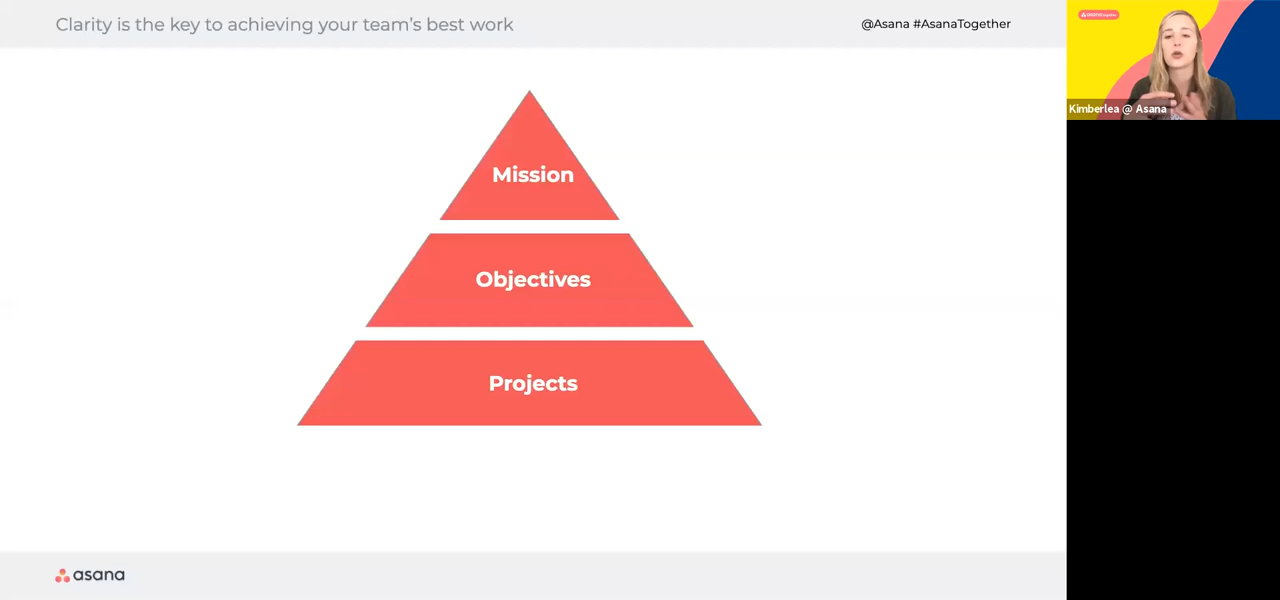 Clarity is the key to achieving your team's best work
@Asana #AsanaTogether
Mission
Objectives
Projects
asana
Kimberlea @ Asana